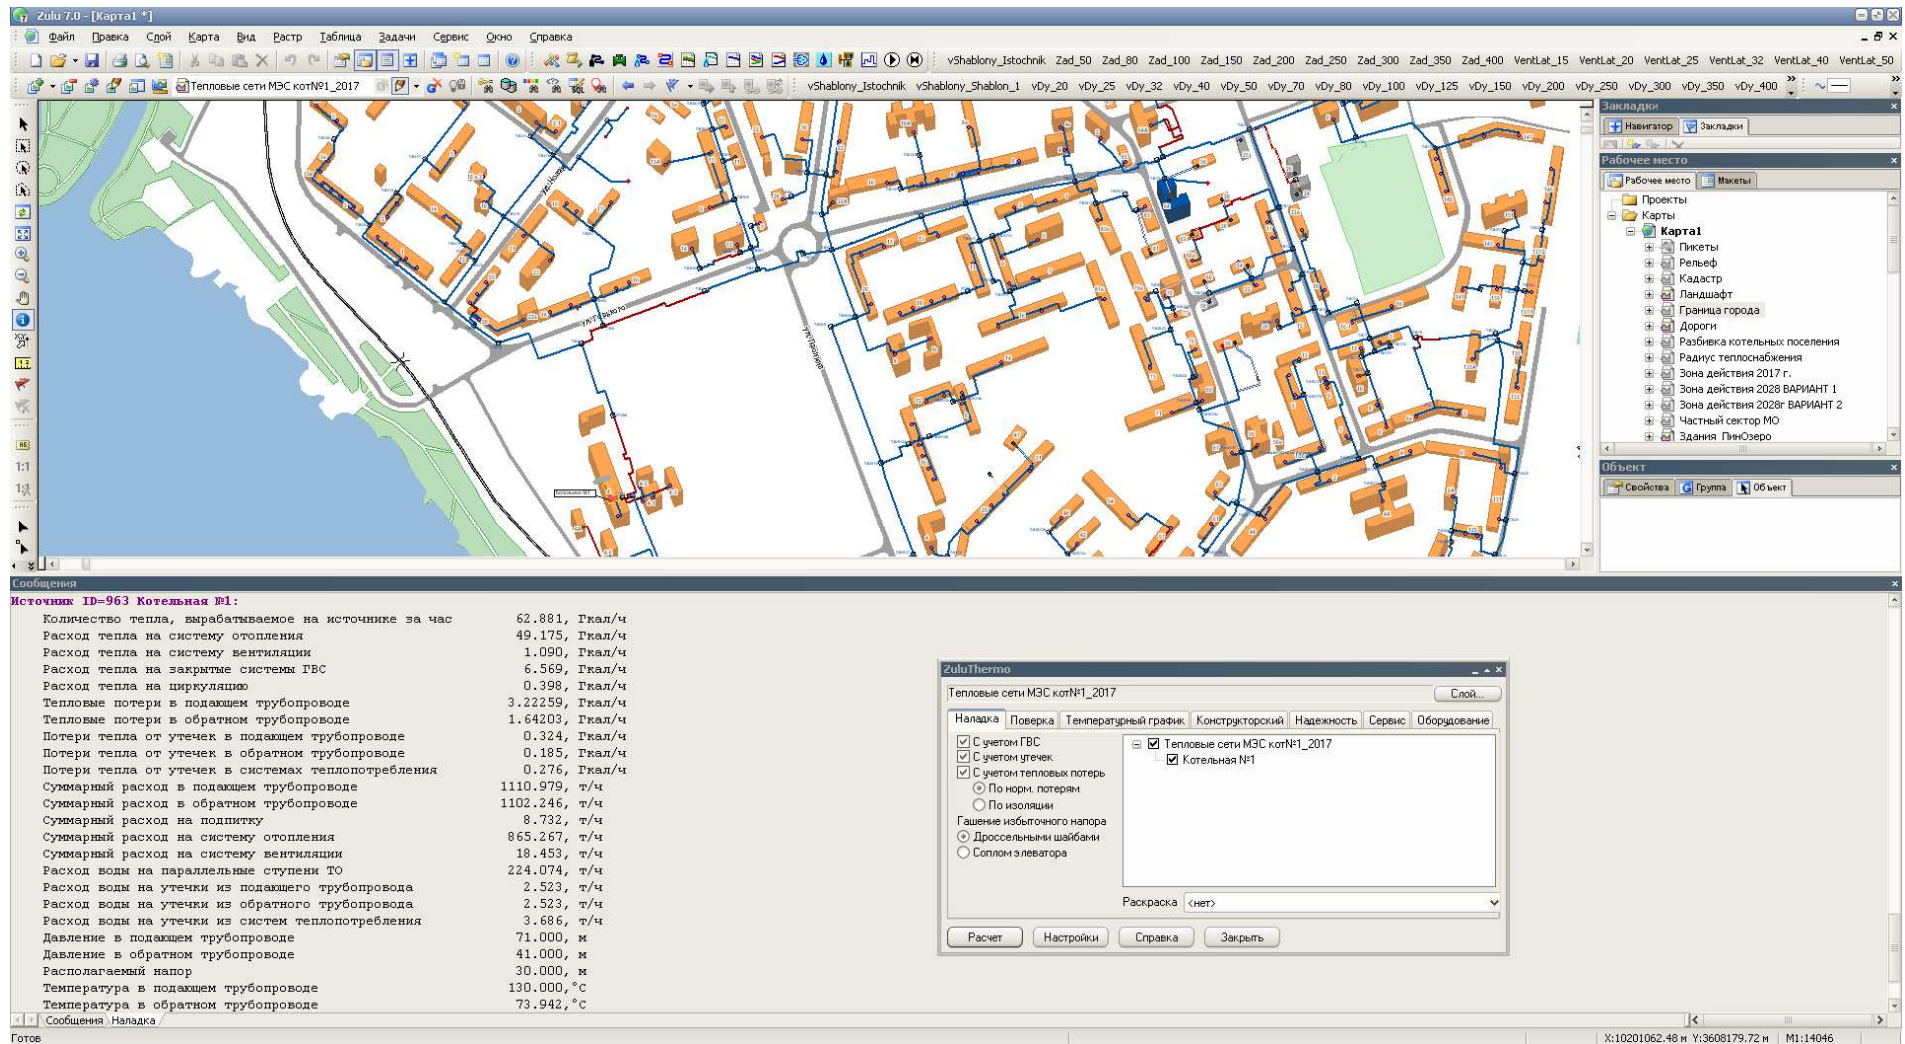 Zulu 7.0 - [Карта1 *]
Файл Правка Слой Карта Вид Растр Таблица Задачи Сервис Окно Справка
vShablony_Istochnik Zad_50 Zad_80 Zad_100 Zad_150 Zad_200 Zad_250 Zad_300 Zad_350 Zad_400 VentLat_15 VentLat_20 VentLat_25 VentLat_32 VentLat_40 VentLat_50
Тепловые сети МЭС кот№1_2017
vShablony_Istochnik vShablony_Shablon_1 vDy_20 vDy_25 vDy_32 vDy_40 vDy_50 vDy_70 vDy_80 vDy_100 vDy_125 vDy_150 vDy_200 vDy_250 vDy_300 vDy_350 vDy_400
Закладки
Навигатор Закладки
Рабочее место
Рабочее место Макеты
Проекты
Карты
Карта1
Пикеты
Рельеф
Кадастр
Ландшафт
Граница города
Дороги
Разбивка котельных поселения
Радиус теплоснабжения
Зона действия 2017 г.
Зона действия 2028 ВАРИАНТ 1
Зона действия 2028г ВАРИАНТ 2
Частный сектор МО
Здания ПинОзеро
Объект
Свойства Группа Объект
1:1
Сообщения
Источник ID=963 Котельная №1:
Количество тепла, вырабатываемое на источнике за час 62.881, Гкал/ч
Расход тепла на систему отопления 49.175, Гкал/ч
Расход тепла на систему вентиляции 1.090, Гкал/ч
Расход тепла на закрытые системы ГВС 6.569, Гкал/ч
Расход тепла на циркуляцию 0.398, Гкал/ч
Тепловые потери в подающем трубопроводе 3.22259, Гкал/ч
Тепловые потери в обратном трубопроводе 1.64203, Гкал/ч
Потери тепла от утечек в подающем трубопроводе 0.324, Гкал/ч
Потери тепла от утечек в обратном трубопроводе 0.185, Гкал/ч
Потери тепла от утечек в системах теплопотребления 0.276, Гкал/ч
Суммарный расход в подающем трубопроводе 1110.979, т/ч
Суммарный расход в обратном трубопроводе 1102.246, т/ч
Суммарный расход на подпитку 8.732, т/ч
Суммарный расход на систему отопления 865.267, т/ч
Суммарный расход на систему вентиляции 18.453, т/ч
Расход воды на параллельные ступени ТО 224.074, т/ч
Расход воды на утечки из подающего трубопровода 2.523, т/ч
Расход воды на утечки из обратного трубопровода 2.523, т/ч
Расход воды на утечки из систем теплопотребления 3.686, т/ч
Давление в подающем трубопроводе 71.000, м
Давление в обратном трубопроводе 41.000, м
Располагаемый напор 30.000, м
Температура в подающем трубопроводе 130.000,°C
Температура в обратном трубопроводе 73.942,°C
ZuluThermo
Тепловые сети МЭС кот№1_2017 Слой...
Наладка Поверка Температурный график Конструкторский Надежность Сервис Оборудование
С учетом ГВС
С учетом утечек
С учетом тепловых потерь
По норм. потерям
По изоляции
Гашение избыточного напора
Дроссельными шайбами
Соплом элеватора
Тепловые сети МЭС кот№1_2017
Котельная №1
Раскраска <нет>
Расчет Настройки Справка Закрыть
Сообщения Наладка
Готов X:10201062.48 м Y:3608179.72 м М1:14046